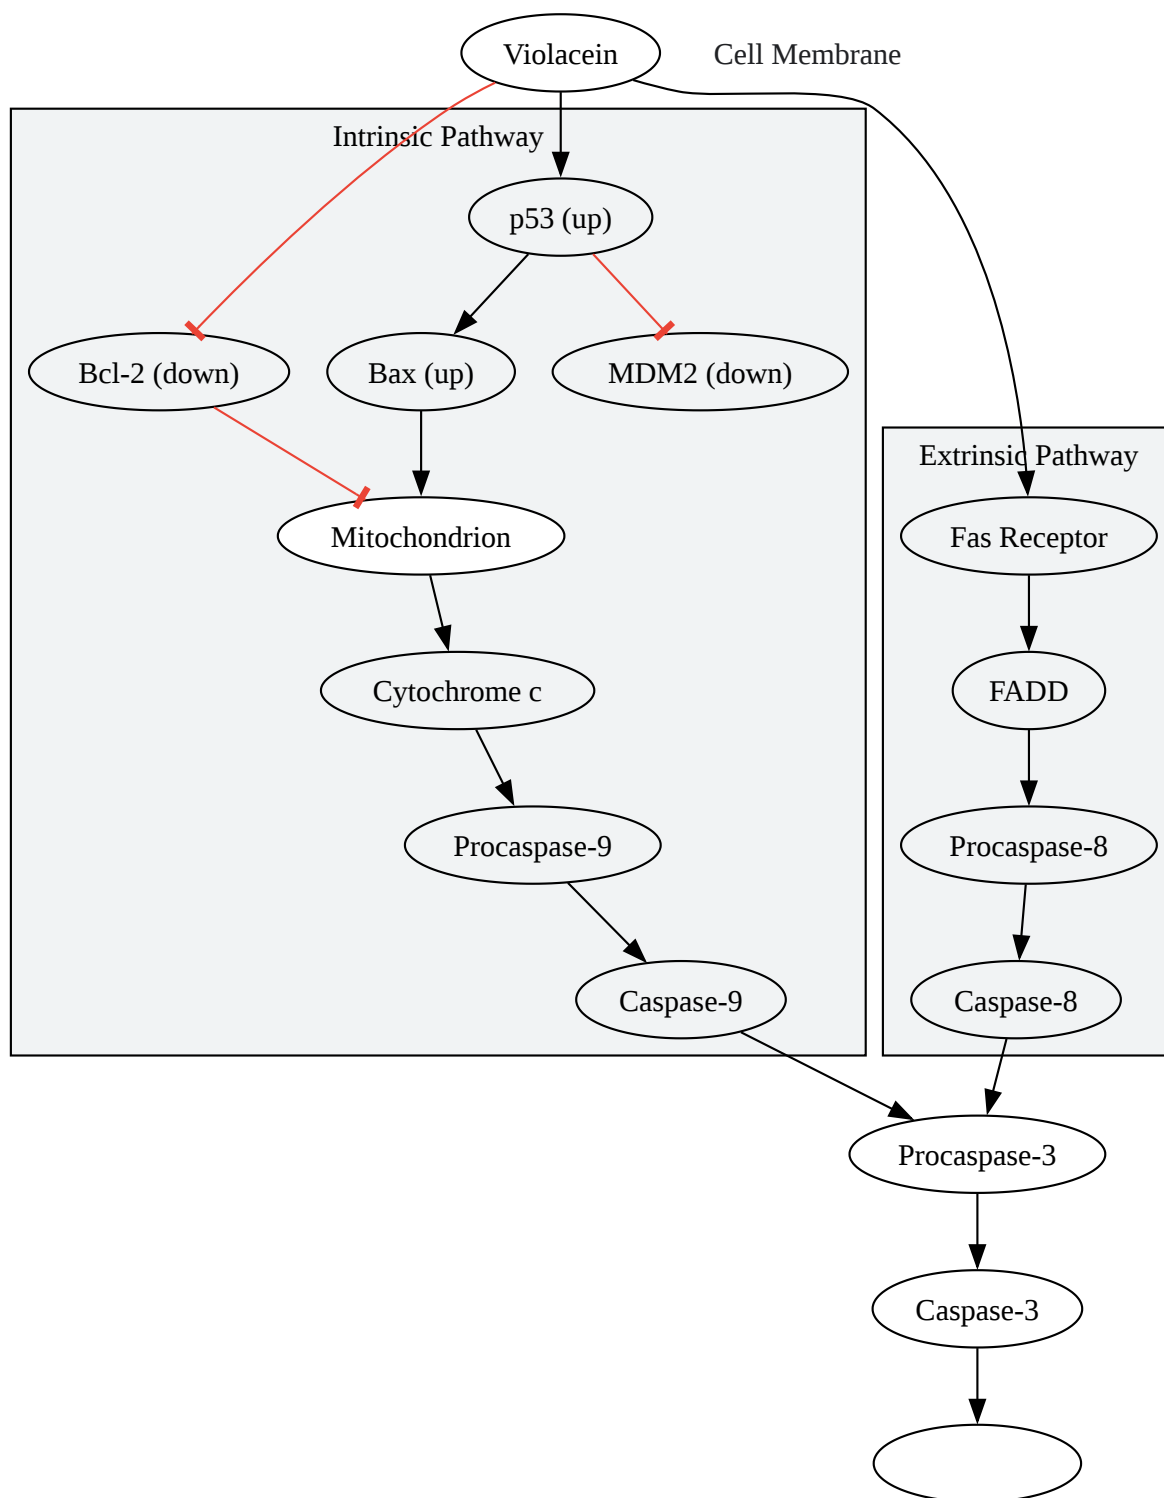 Violacein
Cell Membrane
Intrinsic Pathway
p53 (up)
Bcl-2 (down)
Bax (up)
MDM2 (down)
Extrinsic Pathway
Mitochondrion
Fas Receptor
Cytochrome c
FADD
Procaspase-9
Procaspase-8
Caspase-9
Caspase-8
Procaspase-3
Caspase-3